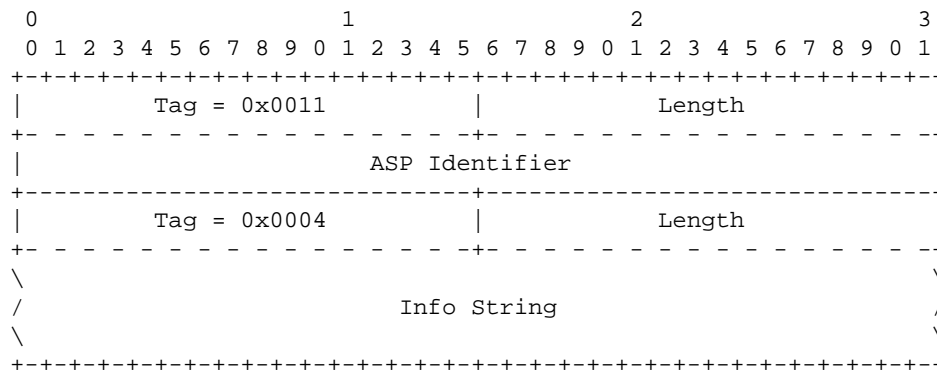 0                   1                   2                   3
 0 1 2 3 4 5 6 7 8 9 0 1 2 3 4 5 6 7 8 9 0 1 2 3 4 5 6 7 8 9 0 1
+-+-+-+-+-+-+-+-+-+-+-+-+-+-+-+-+-+-+-+-+-+-+-+-+-+-+-+-+-+-+-+--
|         Tag = 0x0011          |            Length
+- - - - - - - - - - - - - - - -+- - - - - - - - - - - - - - - --
|                        ASP Identifier
+-------------------------------+--------------------------------
|         Tag = 0x0004          |            Length
+- - - - - - - - - - - - - - - -+- - - - - - - - - - - - - - - --
\                                                               \
/                          Info String                          /
\                                                               \
+-+-+-+-+-+-+-+-+-+-+-+-+-+-+-+-+-+-+-+-+-+-+-+-+-+-+-+-+-+-+-+--